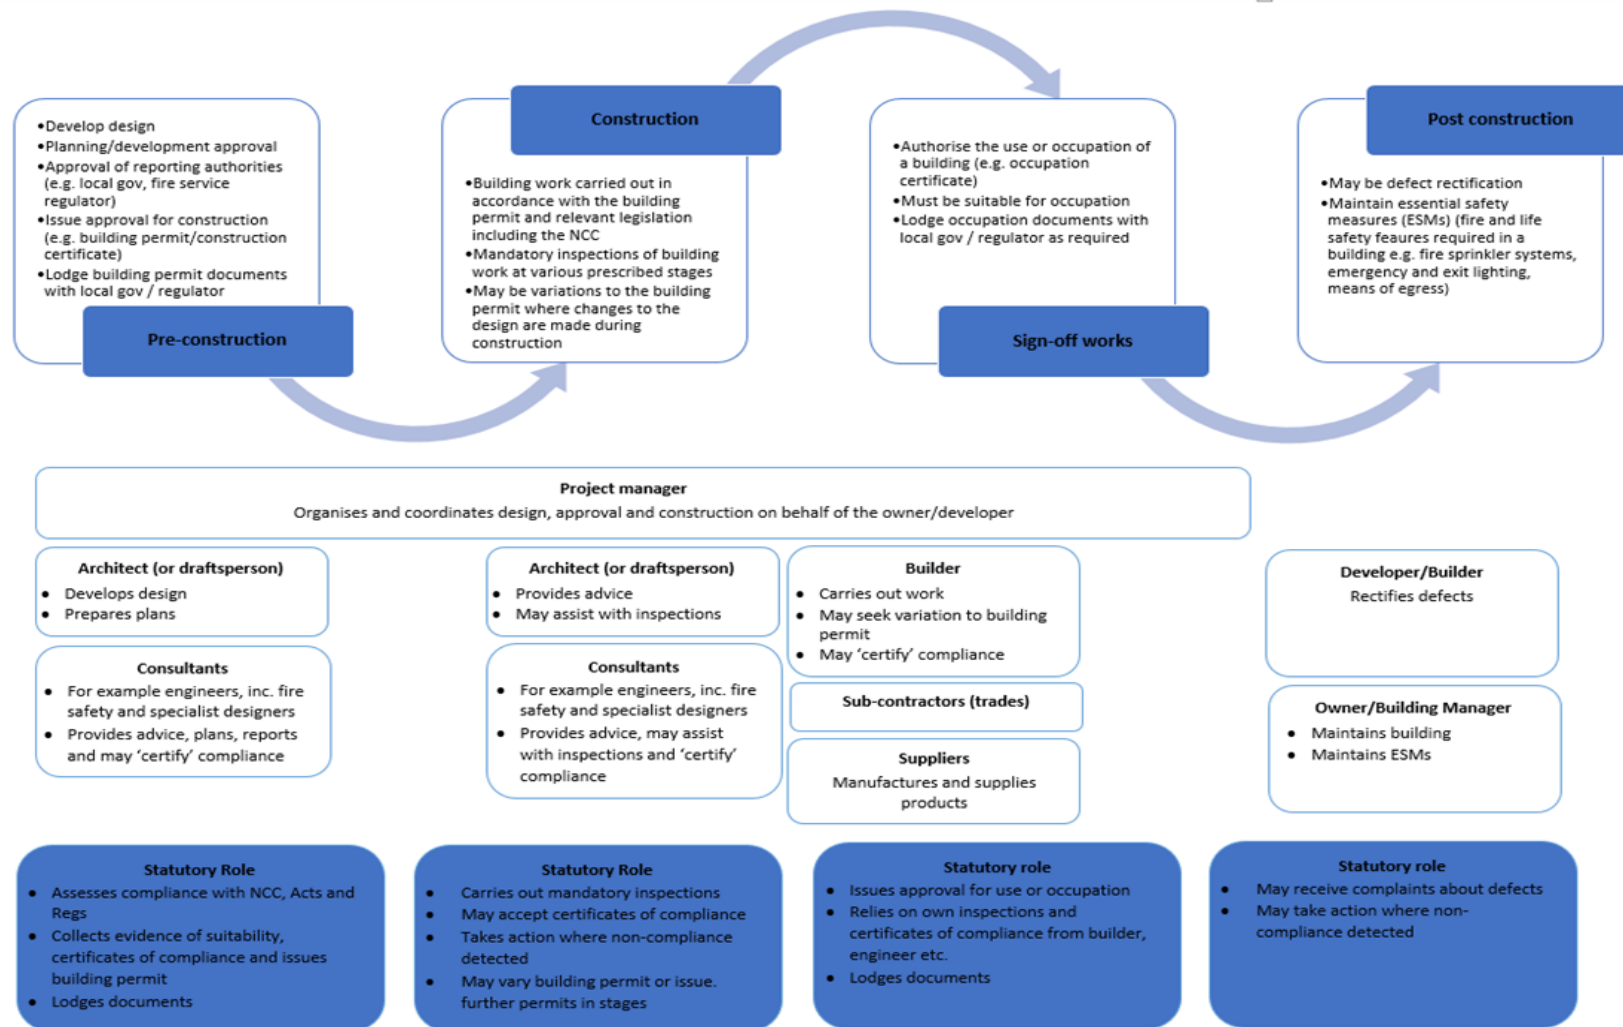 •Develop design
•Planning/development approval
•Approval of reporting authorities
(e.g. local gov, fire service
regulator)
•Issue approval for construction
(e.g. building permit/construction
certificate)
•Lodge building permit documents
with local gov / regulator
Pre-construction
Construction
•Building work carried out in
accordance with the building
permit and relevant legislation
including the NCC
•Mandatory inspections of building
work at various prescribed stages
•May be variations to the building
permit where changes to the
design are made during
construction
•Authorise the use or occupation of
a building (e.g. occupation
certificate)
•Must be suitable for occupation
•Lodge occupation documents with
local gov / regulator as required
Sign-off works
Post construction
•May be defect rectification
•Maintain essential safety
measures (ESMs) (fire and life
safety feaures required in a
building e.g. fire sprinkler systems,
emergency and exit lighting,
means of egress)
Project manager
Organises and coordinates design, approval and construction on behalf of the owner/developer
Architect (or draftsperson)
• Develops design
• Prepares plans
Consultants
• For example engineers, inc. fire
safety and specialist designers
• Provides advice, plans, reports
and may ‘certify’ compliance
Architect (or draftsperson)
• Provides advice
• May assist with inspections
Consultants
• For example engineers, inc. fire
safety and specialist designers
• Provides advice, may assist
with inspections and ‘certify’
compliance
Builder
• Carries out work
• May seek variation to building
permit
• May ‘certify’ compliance
Sub-contractors (trades)
Suppliers
Manufactures and supplies
products
Developer/Builder
Rectifies defects
Owner/Building Manager
• Maintains building
• Maintains ESMs
Statutory Role
• Assesses compliance with NCC, Acts and
Regs
• Collects evidence of suitability,
certificates of compliance and issues
building permit
• Lodges documents
Statutory Role
• Carries out mandatory inspections
• May accept certificates of compliance
• Takes action where non-compliance
detected
• May vary building permit or issue.
further permits in stages
Statutory role
• Issues approval for use or occupation
• Relies on own inspections and
certificates of compliance from builder,
engineer etc.
• Lodges documents
Statutory role
• May receive complaints about defects
• May take action where non-
compliance detected